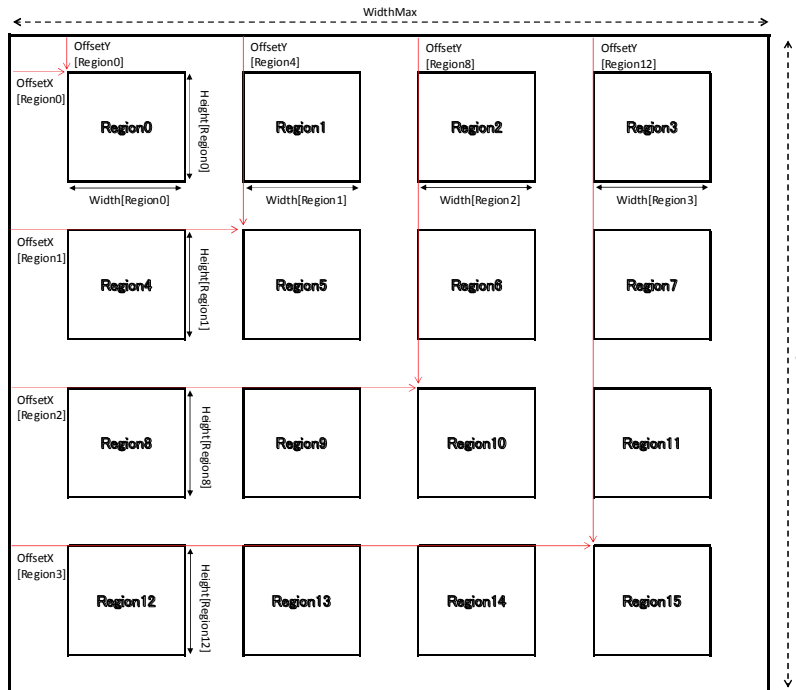 WidthMax
OffsetY
[Region0]
OffsetY
[Region4]
OffsetY
[Region8]
OffsetY
[Region12]
OffsetX
[Region0]
Region0
Height[Region0]
Region1
Region2
Region3
Width[Region0]
Width[Region1]
Width[Region2]
Width[Region3]
OffsetX
[Region1]
Region4
Height[Region1]
Region5
Region6
Region7
OffsetX
[Region2]
Region8
Height[Region8]
Region9
Region10
Region11
OffsetX
[Region3]
Region12
Height[Region12]
Region13
Region14
Region15